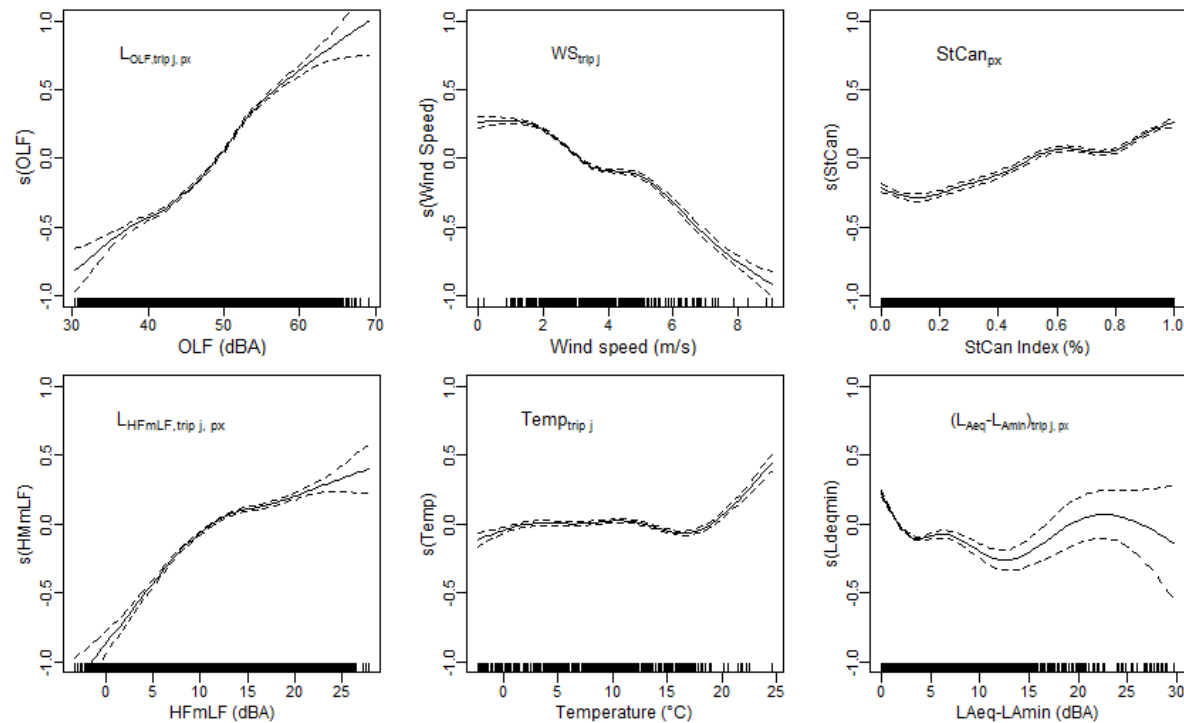 L_OLF,trip j, px
s(OLF)
-1.0 -0.5 0.0 0.5 1.0
30 40 50 60 70
OLF (dBA)
WS_trip j
s(Wind Speed)
-1.0 -0.5 0.0 0.5 1.0
0 2 4 6 8
Wind speed (m/s)
StCan_px
s(StCan)
-1.0 -0.5 0.0 0.5 1.0
0.0 0.2 0.4 0.6 0.8 1.0
StCan Index (%)
L_HFmLF,trip j, px
s(HMmLF)
-1.0 -0.5 0.0 0.5 1.0
0 5 10 15 20 25
HFmLF (dBA)
Temp_trip j
s(Temp)
-1.0 -0.5 0.0 0.5 1.0
0 5 10 15 20 25
Temperature (°C)
(L_Aeq-L_Amin)_trip j, px
s(Ldeqmin)
-1.0 -0.5 0.0 0.5 1.0
0 5 10 15 20 25 30
LAeq-LAmin (dBA)